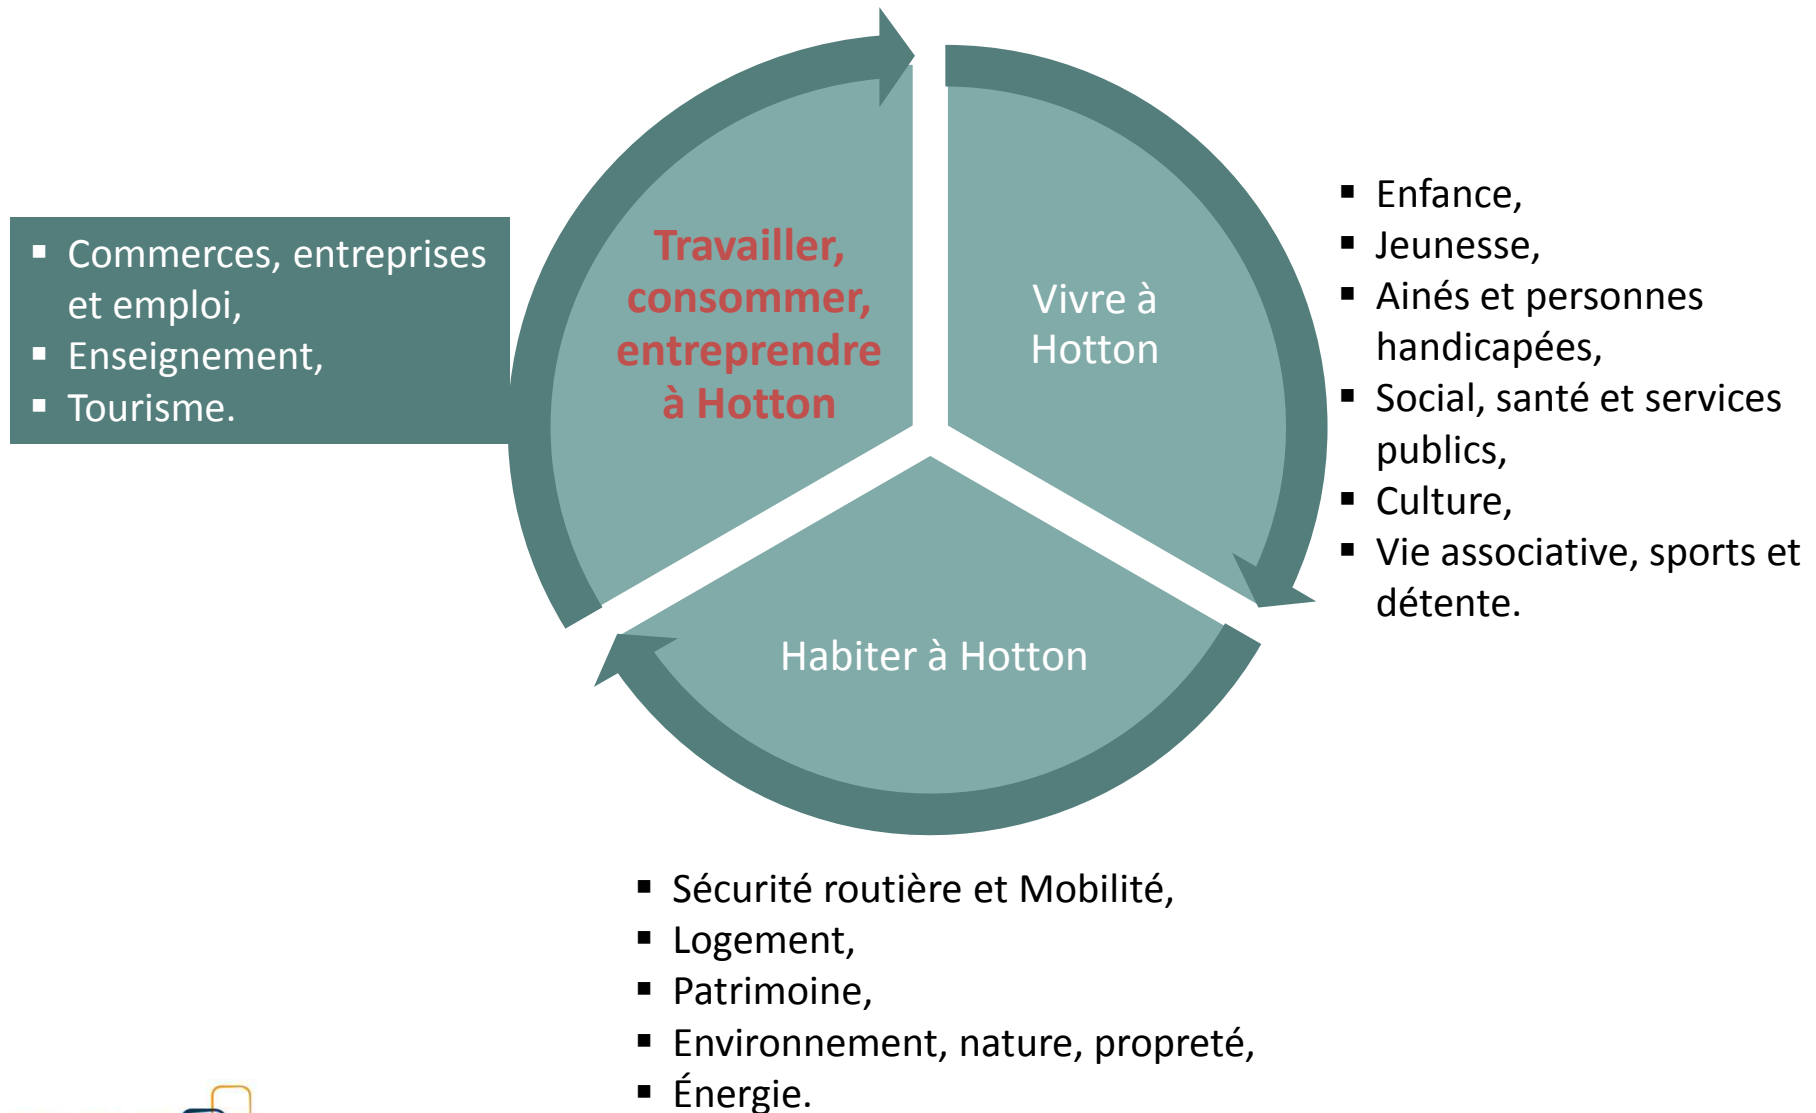 ▪ Commerces, entreprises
et emploi,
▪ Enseignement,
▪ Tourisme.
Travailler,
consommer,
entreprendre
à Hotton
Vivre à
Hotton
▪ Enfance,
▪ Jeunesse,
▪ Ainés et personnes
handicapées,
▪ Social, santé et services
publics,
▪ Culture,
▪ Vie associative, sports et
détente.
Habiter à Hotton
▪ Sécurité routière et Mobilité,
▪ Logement,
▪ Patrimoine,
▪ Environnement, nature, propreté,
▪ Énergie.